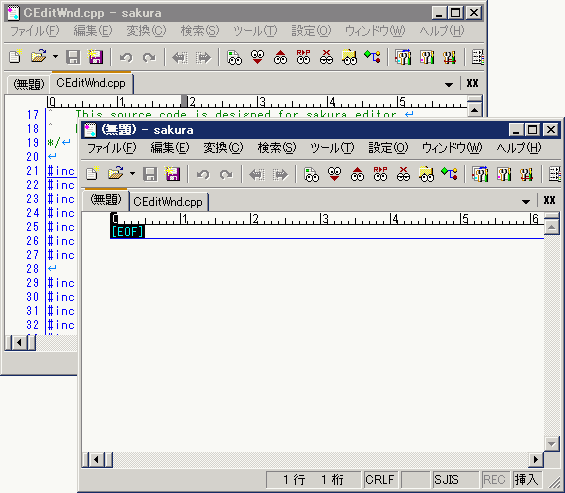 CEditWnd.cpp - sakura
ファイル(F) 編集(E) 変換(C) 検索(S) ツール(T) 設定(O) ウィンドウ(W) ヘルプ(H)
(無題) CEditWnd.cpp XX
0 1 2 3 4 5
17 This source code is designed for sakura editor.↵
18
19 */↵
20 ↵
21 #inc
22 #inc
23 #inc
24 #inc
25 #inc
26 #inc
27 #inc
28 ↵
29 #inc
30 #inc
31 #inc
32 #inc
(無題) - sakura
ファイル(F) 編集(E) 変換(C) 検索(S) ツール(T) 設定(O) ウィンドウ(W) ヘルプ(H)
(無題) CEditWnd.cpp XX
0 1 2 3 4 5 6
[EOF]
1 行 1 桁 CRLF SJIS REC 挿入